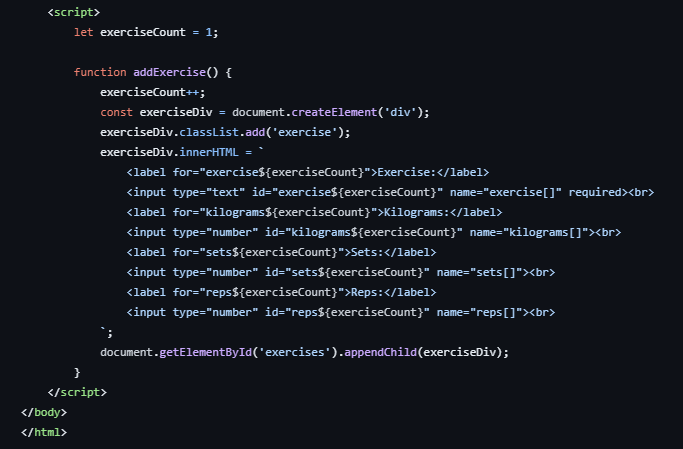 <script>
let exerciseCount = 1;
function addExercise() {
exerciseCount++;
const exerciseDiv = document.createElement('div');
exerciseDiv.classList.add('exercise');
exerciseDiv.innerHTML = `
<label for="exercise${exerciseCount}">Exercise:</label>
<input type="text" id="exercise${exerciseCount}" name="exercise[]" required><br>
<label for="kilograms${exerciseCount}">Kilograms:</label>
<input type="number" id="kilograms${exerciseCount}" name="kilograms[]"><br>
<label for="sets${exerciseCount}">Sets:</label>
<input type="number" id="sets${exerciseCount}" name="sets[]"><br>
<label for="reps${exerciseCount}">Reps:</label>
<input type="number" id="reps${exerciseCount}" name="reps[]"><br>
`;
document.getElementById('exercises').appendChild(exerciseDiv);
}
</script>
</body>
</html>